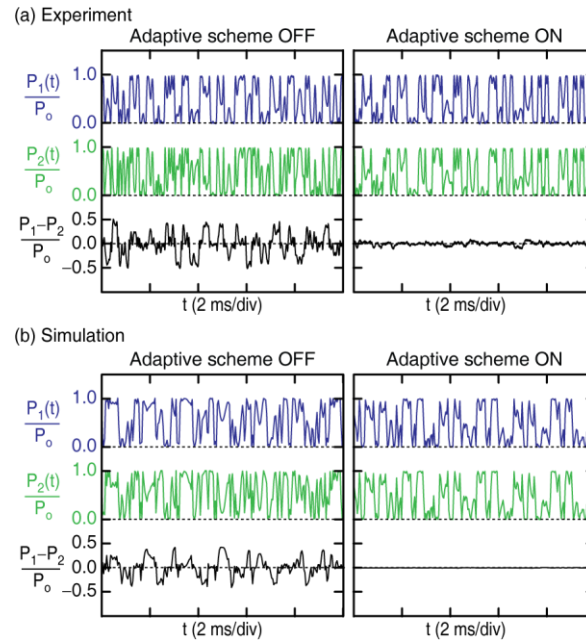 (a) Experiment
Adaptive scheme OFF
Adaptive scheme ON
P₁(t)
Pₒ
1.0
0.0
P₂(t)
Pₒ
1.0
0.0
P₁−P₂
Pₒ
0.5
0.0
−0.5
t (2 ms/div)
t (2 ms/div)
(b) Simulation
Adaptive scheme OFF
Adaptive scheme ON
P₁(t)
Pₒ
1.0
0.0
P₂(t)
Pₒ
1.0
0.0
P₁−P₂
Pₒ
0.5
0.0
−0.5
t (2 ms/div)
t (2 ms/div)